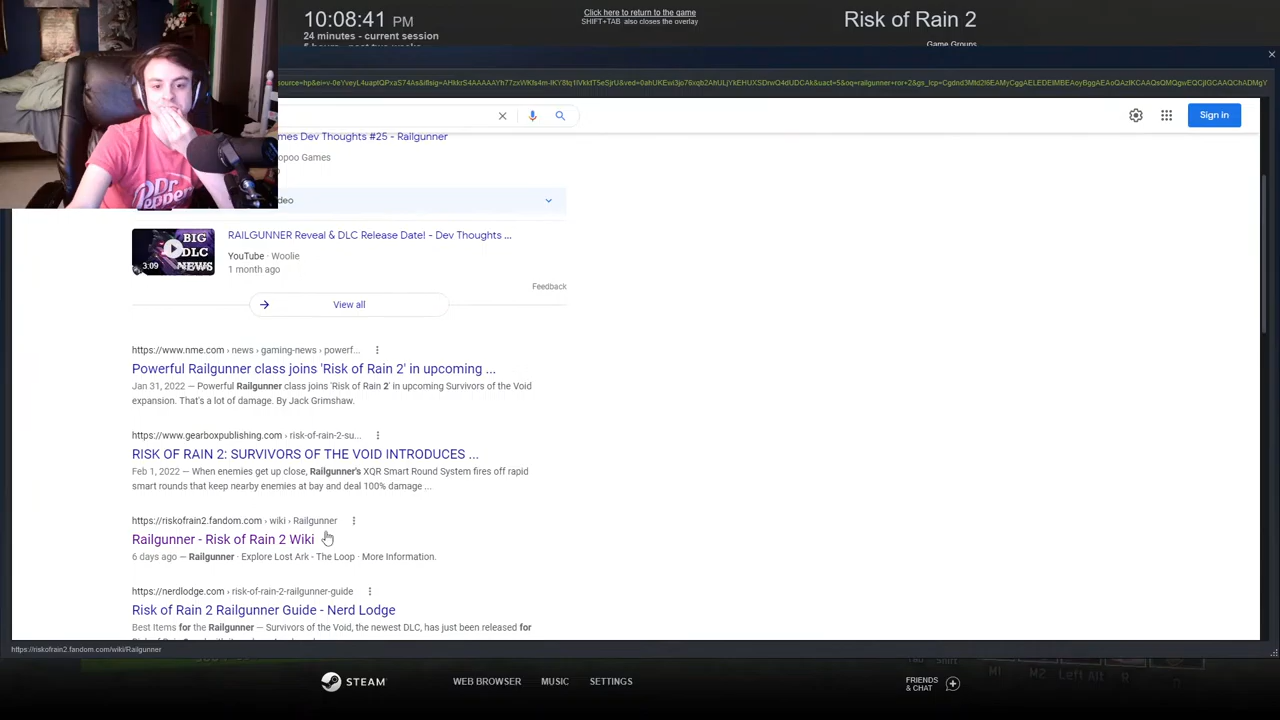 10:08:41 PM
24 minutes - current session
Click here to return to the game
SHIFT+TAB also closes the overlay
Risk of Rain 2
Game Groups
Sign in
mes Dev Thoughts #25 - Railgunner
opoo Games
deo
BIG
DLC
NEWS
3:09
RAILGUNNER Reveal & DLC Release Date! - Dev Thoughts ...
YouTube · Woolie
1 month ago
Feedback
View all
https://www.nme.com › news › gaming-news › powerf...
Powerful Railgunner class joins 'Risk of Rain 2' in upcoming ...
Jan 31, 2022 — Powerful Railgunner class joins 'Risk of Rain 2' in upcoming Survivors of the Void
expansion. That's a lot of damage. By Jack Grimshaw.
https://www.gearboxpublishing.com › risk-of-rain-2-su...
RISK OF RAIN 2: SURVIVORS OF THE VOID INTRODUCES ...
Feb 1, 2022 — When enemies get up close, Railgunner's XQR Smart Round System fires off rapid
smart rounds that keep nearby enemies at bay and deal 100% damage ...
https://riskofrain2.fandom.com › wiki › Railgunner
Railgunner - Risk of Rain 2 Wiki
6 days ago — Railgunner · Explore Lost Ark - The Loop · More Information.
https://nerdlodge.com › risk-of-rain-2-railgunner-guide
Risk of Rain 2 Railgunner Guide - Nerd Lodge
Best Items for the Railgunner — Survivors of the Void, the newest DLC, has just been released for
https://riskofrain2.fandom.com/wiki/Railgunner
Dr
Pepper
STEAM
WEB BROWSER
MUSIC
SETTINGS
FRIENDS
& CHAT
M1
M2
Left Alt
R